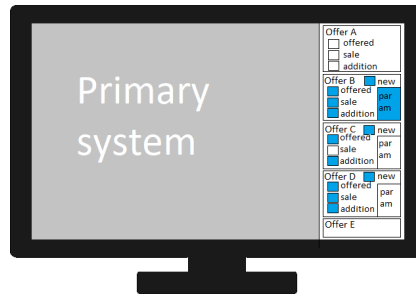 Primary
system
Offer A
offered
sale
addition
Offer B new
offered
sale
addition
par
am
Offer C new
offered
sale
addition
par
am
Offer D new
offered
sale
addition
par
am
Offer E